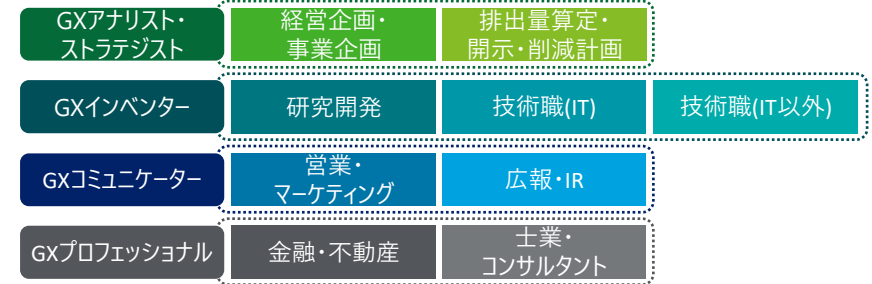 GXアナリスト・
ストラテジスト
経営企画・
事業企画
排出量算定・
開示・削減計画
GXインベンター
研究開発
技術職(IT)
技術職(IT以外)
GXコミュニケーター
営業・
マーケティング
広報・IR
GXプロフェッショナル
金融・不動産
士業・
コンサルタント